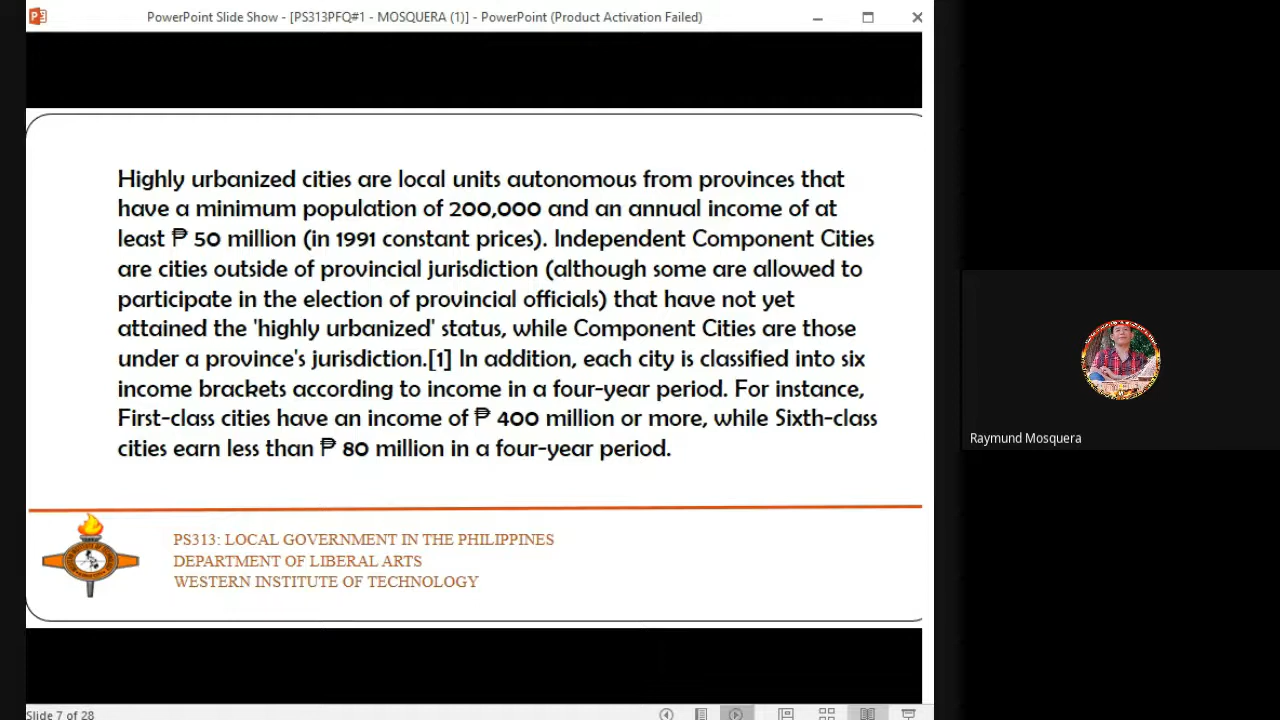 PowerPoint Slide Show - [PS313PFQ#1 - MOSQUERA (1)] - PowerPoint (Product Activation Failed)
Highly urbanized cities are local units autonomous from provinces that
have a minimum population of 200,000 and an annual income of at
least ₱ 50 million (in 1991 constant prices). Independent Component Cities
are cities outside of provincial jurisdiction (although some are allowed to
participate in the election of provincial officials) that have not yet
attained the 'highly urbanized' status, while Component Cities are those
under a province's jurisdiction.[1] In addition, each city is classified into six
income brackets according to income in a four-year period. For instance,
First-class cities have an income of ₱ 400 million or more, while Sixth-class
cities earn less than ₱ 80 million in a four-year period.
PS313: LOCAL GOVERNMENT IN THE PHILIPPINES
DEPARTMENT OF LIBERAL ARTS
WESTERN INSTITUTE OF TECHNOLOGY
Raymund Mosquera
Slide 7 of 28